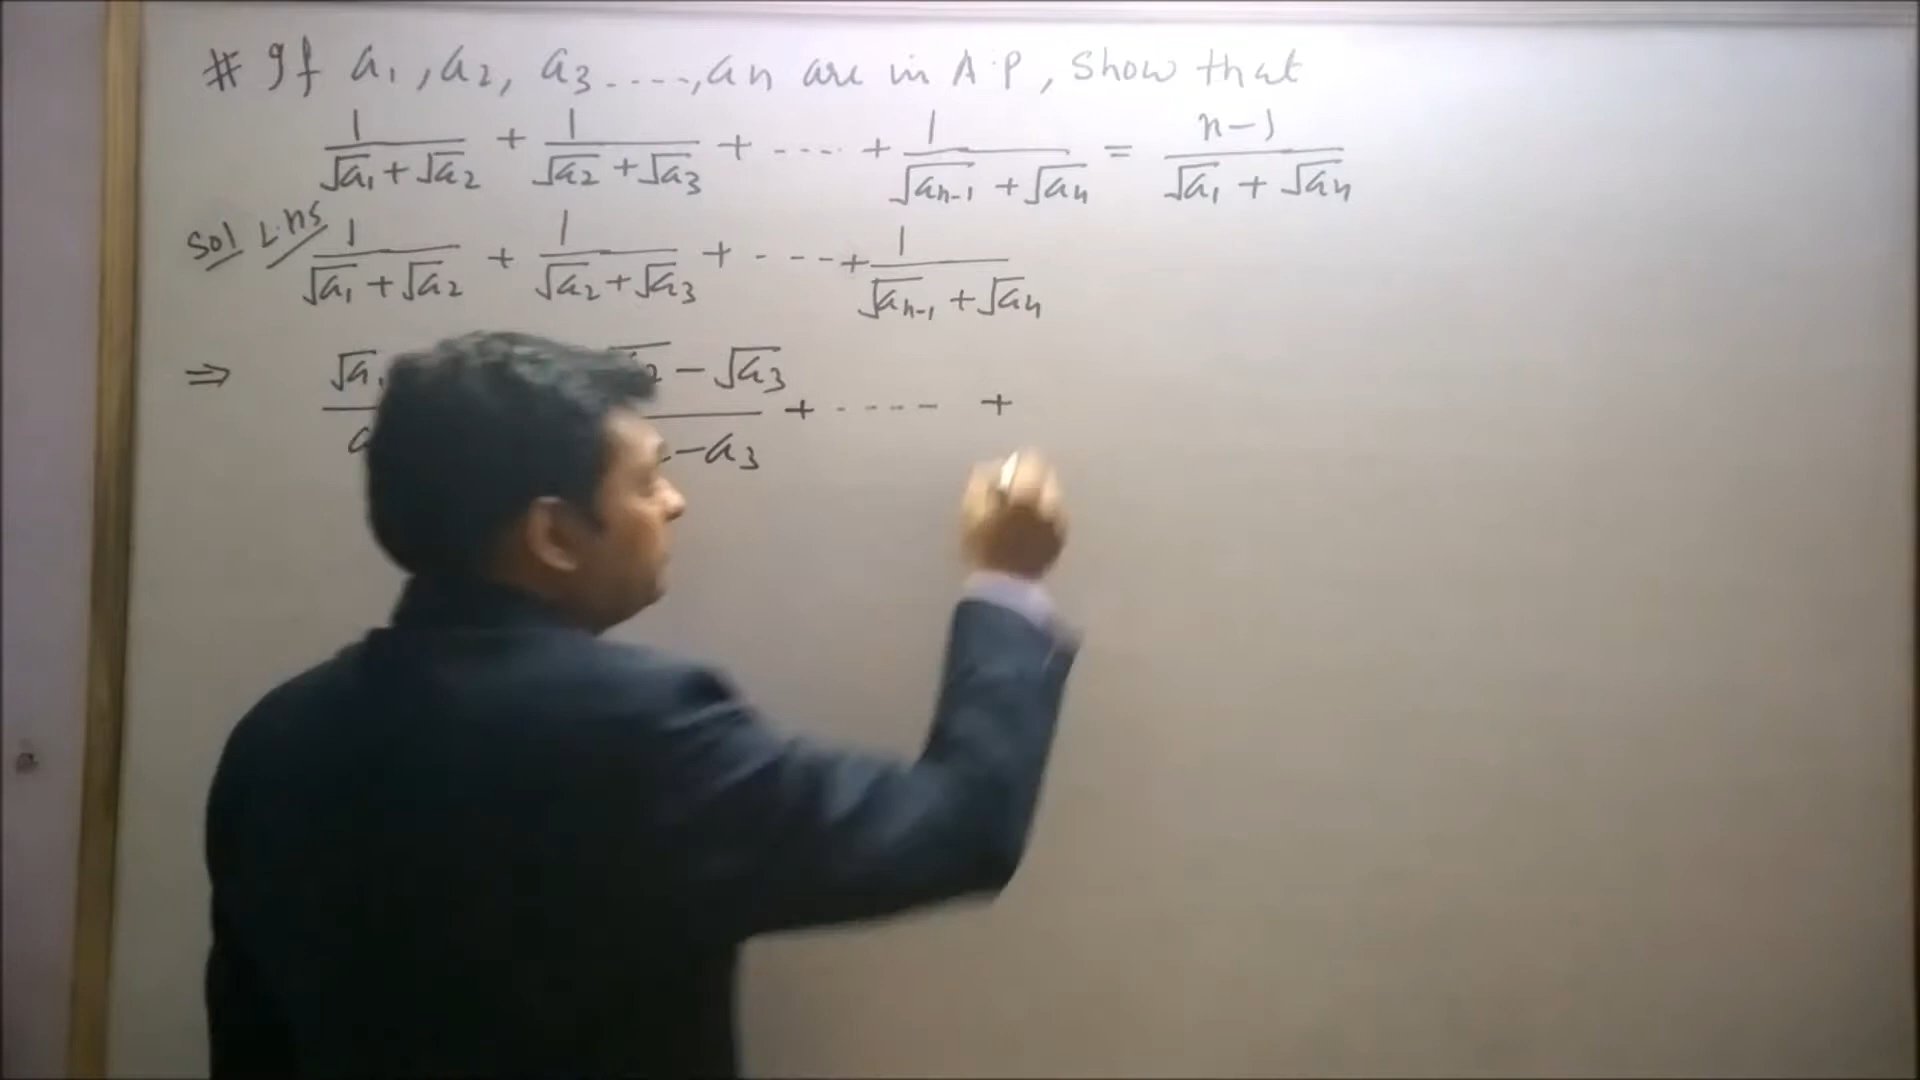 # If a₁, a₂, a₃....,an are in A.P, Show that
1/(√a₁+√a₂) + 1/(√a₂+√a₃) + .... + 1/(√an-1 + √an) = n-1/(√a₁ + √an)
Sol L.HS 1/(√a₁+√a₂) + 1/(√a₂+√a₃) + ----+ 1/(√an-1 + √an)
⇒ √a₁ - √a₃ + ----- +
-a₃